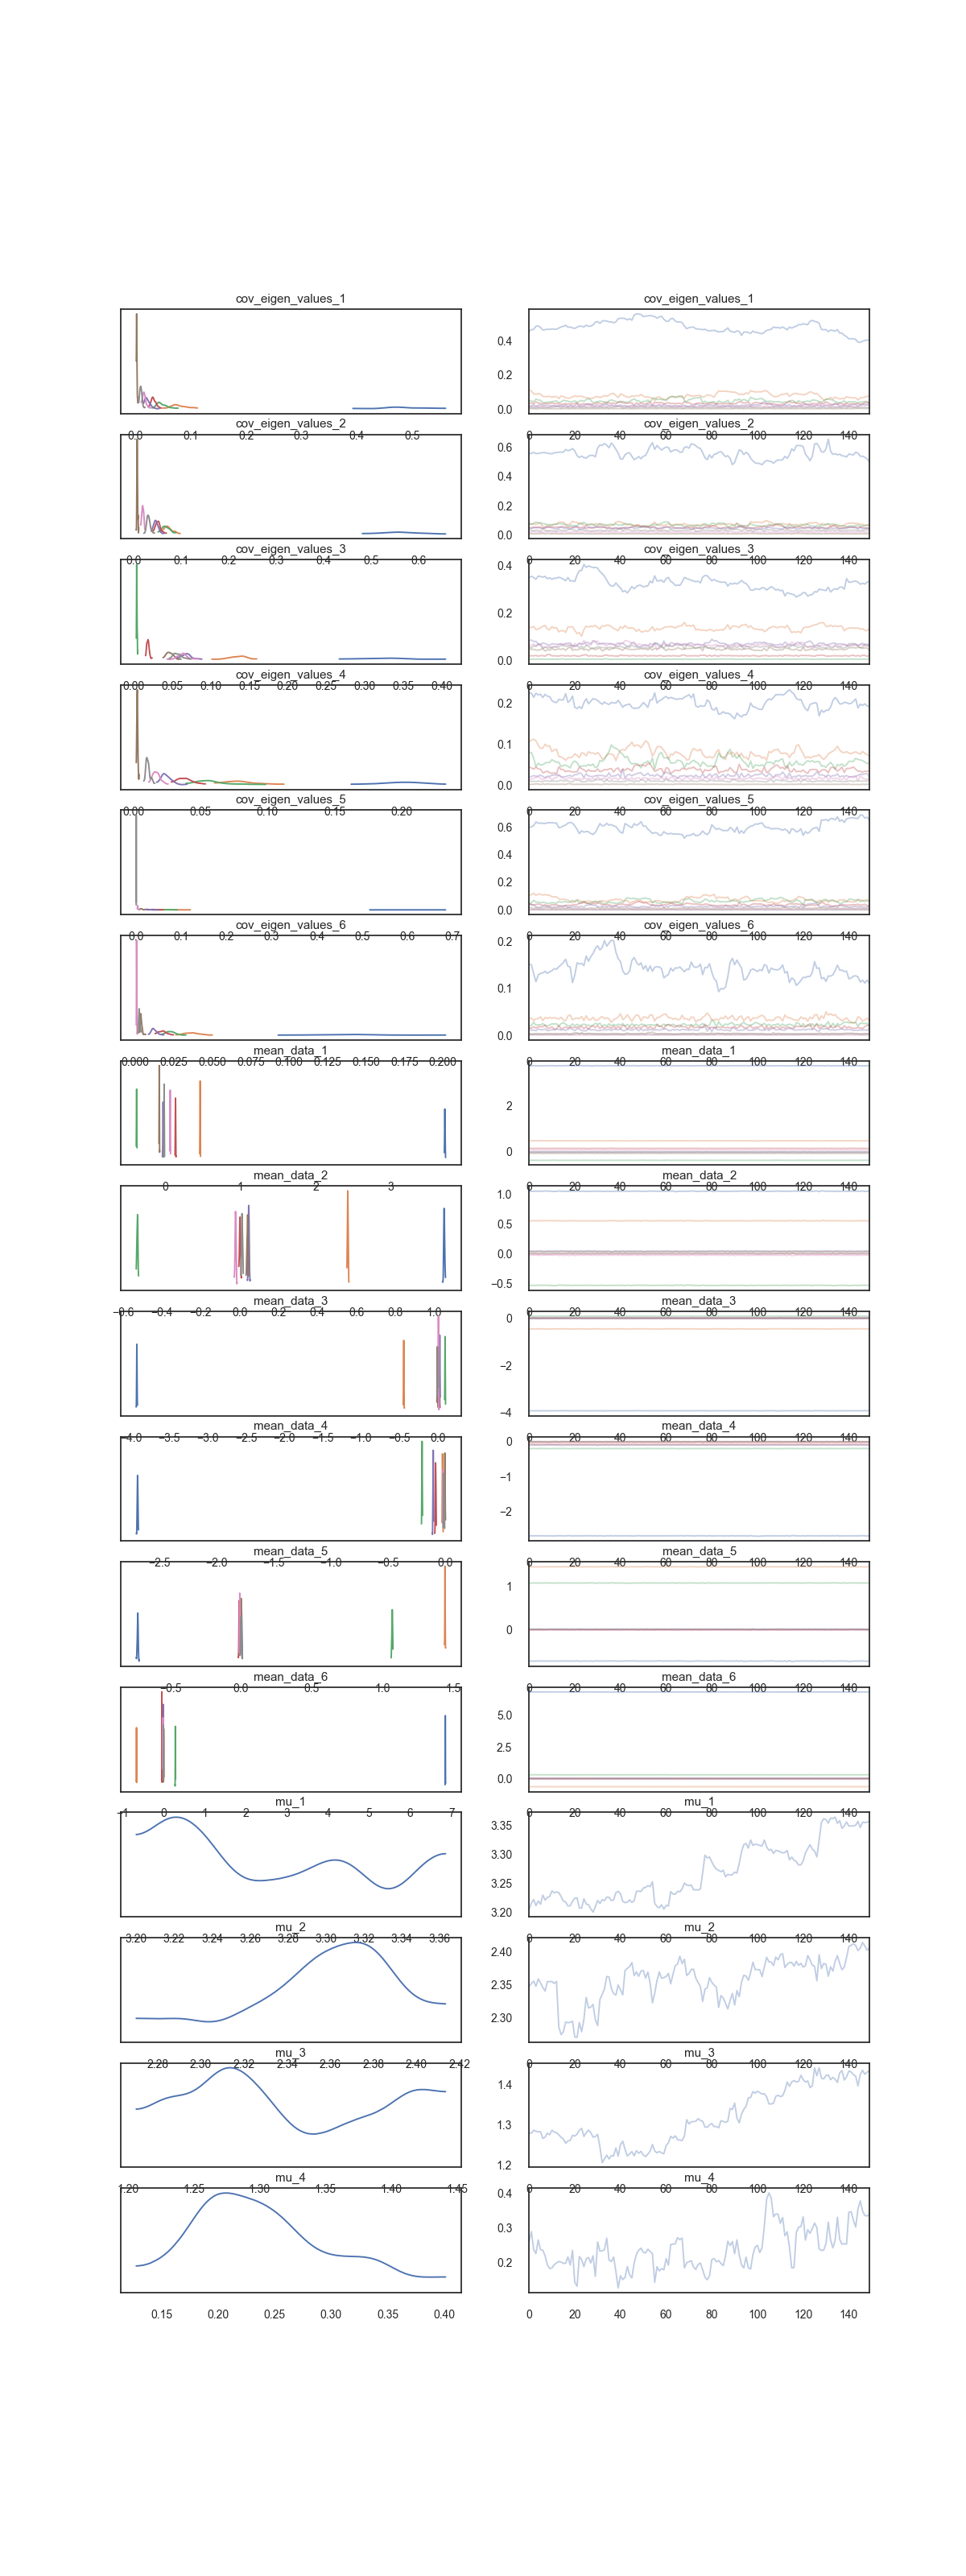 cov_eigen_values_1 cov_eigen_values_1
0.4
0.2
0.0
0.0 0.1 0.2 0.3 0.4 0.5
cov_eigen_values_2 cov_eigen_values_2
0 20 40 60 80 100 120 140
0.6
0.4
0.2
0.0
0.0 0.1 0.2 0.3 0.4 0.5 0.6
cov_eigen_values_3 cov_eigen_values_3
0 20 40 60 80 100 120 140
0.4
0.2
0.0
0.00 0.05 0.10 0.15 0.20 0.25 0.30 0.35 0.40
cov_eigen_values_4 cov_eigen_values_4
0 20 40 60 80 100 120 140
0.2
0.1
0.0
0.00 0.05 0.10 0.15 0.20
cov_eigen_values_5 cov_eigen_values_5
0 20 40 60 80 100 120 140
0.6
0.4
0.2
0.0
0.0 0.1 0.2 0.3 0.4 0.5 0.6 0.7
cov_eigen_values_6 cov_eigen_values_6
0 20 40 60 80 100 120 140
0.2
0.1
0.0
0.000 0.025 0.050 0.075 0.100 0.125 0.150 0.175 0.200
mean_data_1 mean_data_1
0 20 40 60 80 100 120 140
2
0
0 1 2 3
mean_data_2 mean_data_2
0 20 40 60 80 100 120 140
1.0
0.5
0.0
−0.5
−0.6 −0.4 −0.2 0.0 0.2 0.4 0.6 0.8 1.0
mean_data_3 mean_data_3
0 20 40 60 80 100 120 140
0
−2
−4
−4.0 −3.5 −3.0 −2.5 −2.0 −1.5 −1.0 −0.5 0.0
mean_data_4 mean_data_4
0 20 40 60 80 100 120 140
0
−1
−2
−2.5 −2.0 −1.5 −1.0 −0.5 0.0
mean_data_5 mean_data_5
0 20 40 60 80 100 120 140
1
0
−0.5 0.0 0.5 1.0 1.5
mean_data_6 mean_data_6
0 20 40 60 80 100 120 140
5.0
2.5
0.0
−1 0 1 2 3 4 5 6 7
mu_1 mu_1
0 20 40 60 80 100 120 140
3.35
3.30
3.25
3.20
3.20 3.22 3.24 3.26 3.28 3.30 3.32 3.34 3.36
mu_2 mu_2
0 20 40 60 80 100 120 140
2.40
2.35
2.30
2.28 2.30 2.32 2.34 2.36 2.38 2.40 2.42
mu_3 mu_3
0 20 40 60 80 100 120 140
1.4
1.3
1.2
1.20 1.25 1.30 1.35 1.40 1.45
mu_4 mu_4
0 20 40 60 80 100 120 140
0.4
0.3
0.2
0.15 0.20 0.25 0.30 0.35 0.40
0 20 40 60 80 100 120 140